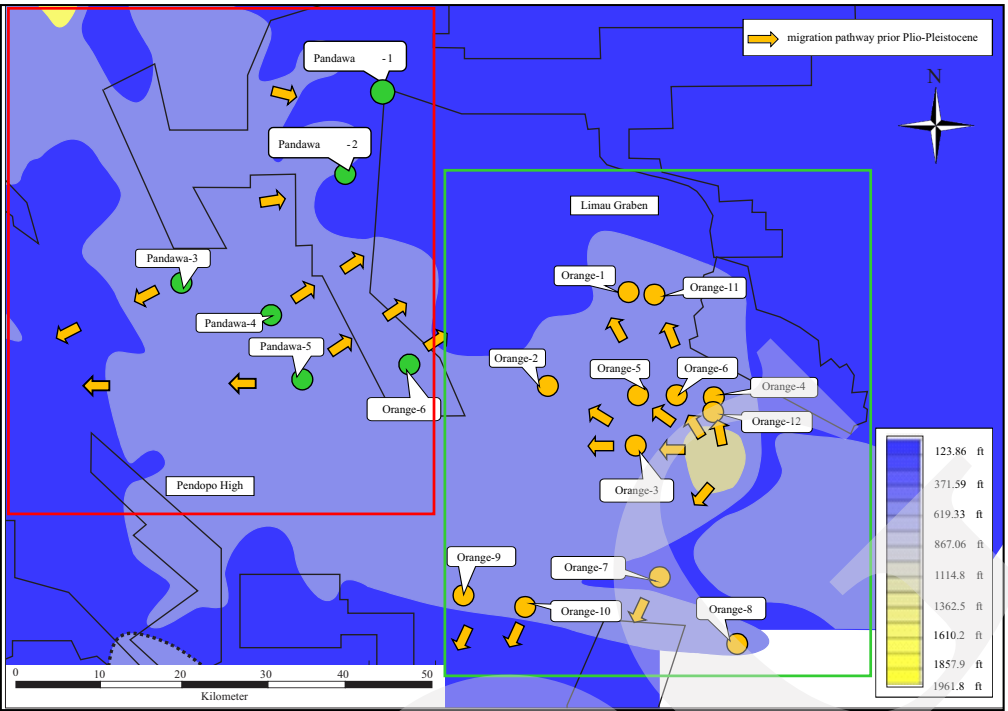 migration pathway prior Plio-Pleistocene
Pandawa -1
N
Pandawa -2
Limau Graben
Pandawa-3
Orange-1
Orange-11
Pandawa-4
Pandawa-5
Orange-2
Orange-5
Orange-6
Orange-4
Orange-6
Orange-12
Pendopo High
Orange-3
123.86 ft
371.59 ft
619.33 ft
867.06 ft
1114.8 ft
1362.5 ft
1610.2 ft
1857.9 ft
1961.8 ft
Orange-9
Orange-7
Orange-10
Orange-8
0 10 20 30 40 50
Kilometer